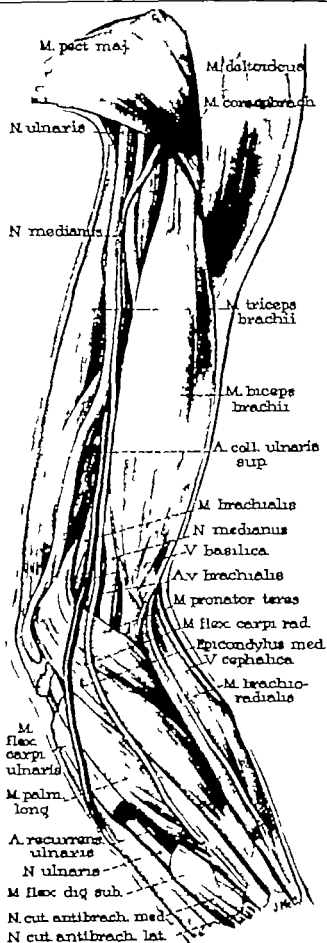 M. pect maj.
M. deltoideus
M. coracobrach
N. ulnaris
N medianus
M. triceps
brachii
M. biceps
brachii
A. coll. ulnaris
sup.
M brachialis
N medianus
V basilica
A.v brachialis
M pronator teres
M flex carpi rad.
Epicondylus med
V cephalica
M. brachio-
radialis
M.
flex
carpi
ulnaris
M. palm
long
A. recurrens
ulnaris
N ulnaris
M flex dig sub.
N. cut antibrach. med.
N cut antibrach. lat.